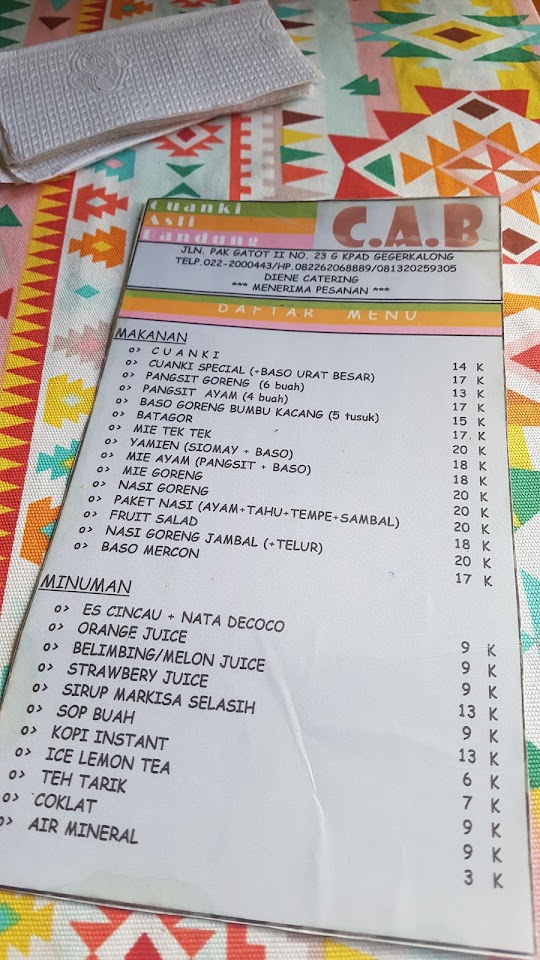 Cuanki
Asli
Bandung
C.A.B
JLN. PAK GATOT II NO. 23 G KPAD GEGERKALONG
TELP.022-2000443/HP.082262068889/081320259305
DIENE CATERING
*** MENERIMA PESANAN ***
DAFTAR MENU
MAKANAN
o> CUANKI 14 K
o> CUANKI SPECIAL (+BASO URAT BESAR) 17 K
o> PANGSIT GORENG (6 buah) 13 K
o> PANGSIT AYAM (4 buah) 17 K
o> BASO GORENG BUMBU KACANG (5 tusuk) 15 K
o> BATAGOR 17. K
o> MIE TEK TEK 20 K
o> YAMIEN (SIOMAY + BASO) 18 K
o> MIE AYAM (PANGSIT + BASO) 18 K
o> MIE GORENG 20 K
o> NASI GORENG 20 K
o> PAKET NASI (AYAM+TAHU+TEMPE+SAMBAL) 20 K
o> FRUIT SALAD 18 K
o> NASI GORENG JAMBAL (+TELUR) 20 K
o> BASO MERCON 17 K
MINUMAN
o> ES CINCAU + NATA DECOCO 9 K
o> ORANGE JUICE 9 K
o> BELIMBING/MELON JUICE 9 K
o> STRAWBERY JUICE 13 K
o> SIRUP MARKISA SELASIH 9 K
o> SOP BUAH 13 K
o> KOPI INSTANT 6 K
o> ICE LEMON TEA 7 K
o> TEH TARIK 9 K
o> COKLAT 9 K
o> AIR MINERAL 3 K